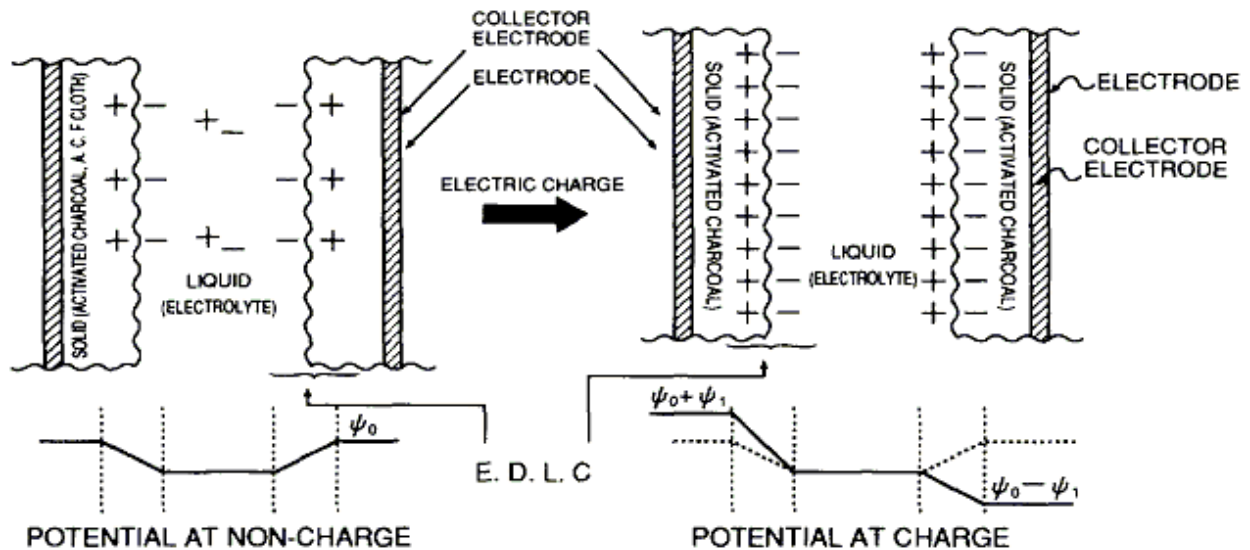 COLLECTOR
ELECTRODE
ELECTRODE
SOLID (ACTIVATED CHARCOAL, A. C. F CLOTH)
+ − + − − +
+ − − +
+ − + − − +
LIQUID
(ELECTROLYTE)
ELECTRIC CHARGE
SOLID (ACTIVATED CHARCOAL)
+ − + −
+ − + −
+ − + −
+ − + −
+ − + −
+ − + −
+ − + −
+ − + −
+ − + −
LIQUID
(ELECTROLYTE)
SOLID (ACTIVATED CHARCOAL)
ELECTRODE
COLLECTOR
ELECTRODE
ψ₀
E. D. L. C
ψ₀+ ψ₁
ψ₀− ψ₁
POTENTIAL AT NON-CHARGE
POTENTIAL AT CHARGE